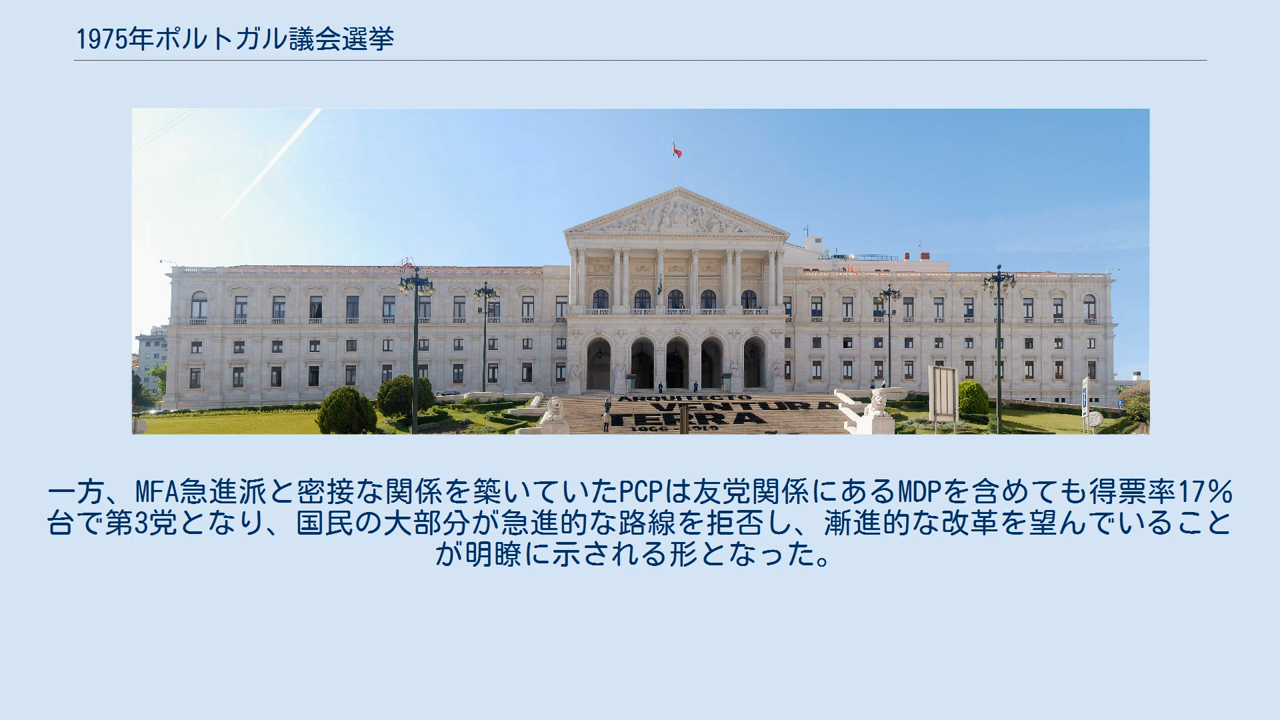 1975年ポルトガル議会選挙
ARQUITECTO
VENTURA
TERRA
1866 2019
一方、MFA急進派と密接な関係を築いていたPCPは友党関係にあるMDPを含めても得票率17%
台で第3党となり、国民の大部分が急進的な路線を拒否し、漸進的な改革を望んでいること
が明瞭に示される形となった。